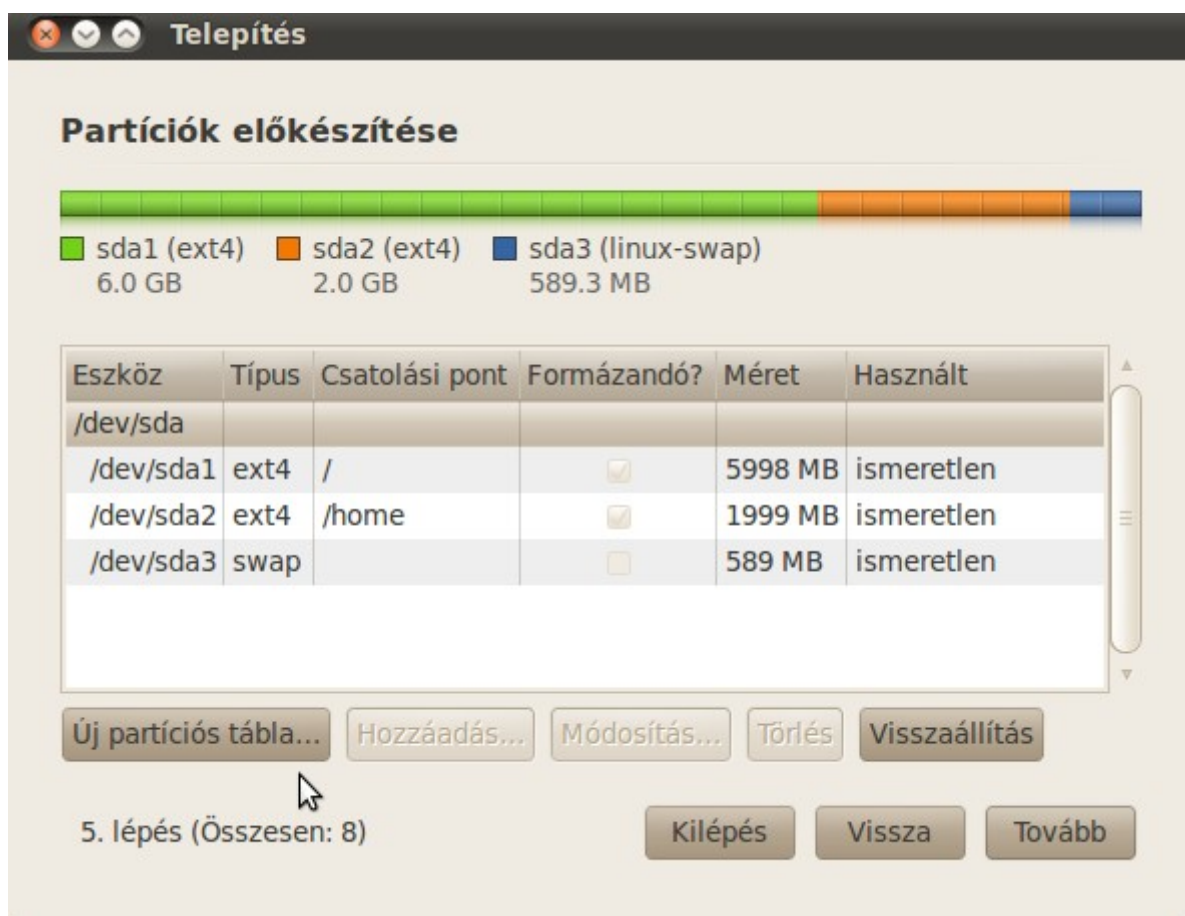 Telepítés
Partíciók előkészítése
sda1 (ext4) sda2 (ext4) sda3 (linux-swap)
6.0 GB 2.0 GB 589.3 MB
Eszköz Típus Csatolási pont Formázandó? Méret Használt
/dev/sda
/dev/sda1 ext4 / 5998 MB ismeretlen
/dev/sda2 ext4 /home 1999 MB ismeretlen
/dev/sda3 swap 589 MB ismeretlen
Új partíciós tábla... Hozzáadás... Módosítás... Törlés Visszaállítás
5. lépés (Összesen: 8) Kilépés Vissza Tovább